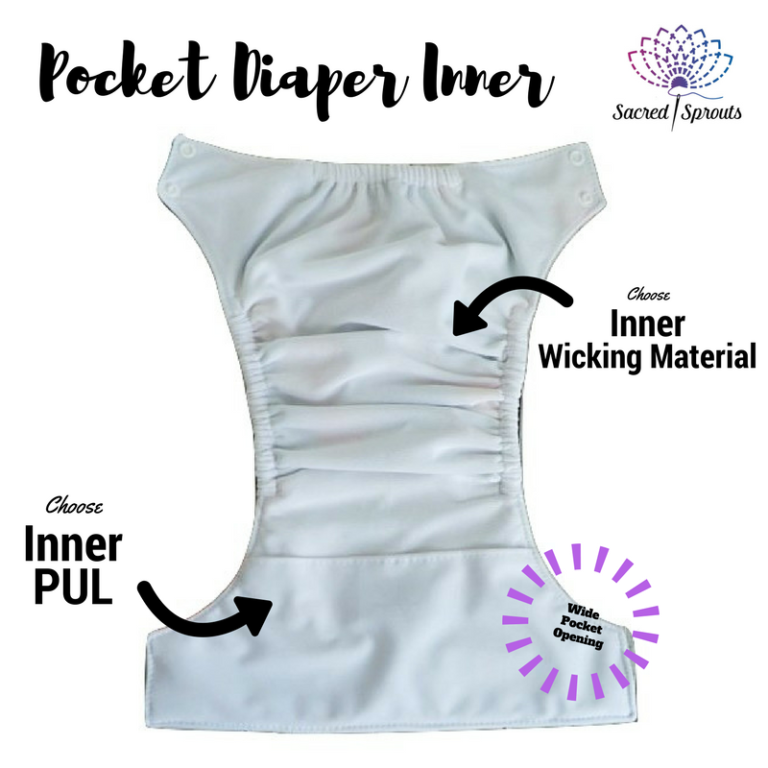 Pocket Diaper Inner
Sacred Sprouts
Choose
Inner
Wicking Material
Choose
Inner
PUL
Wide
Pocket
Opening